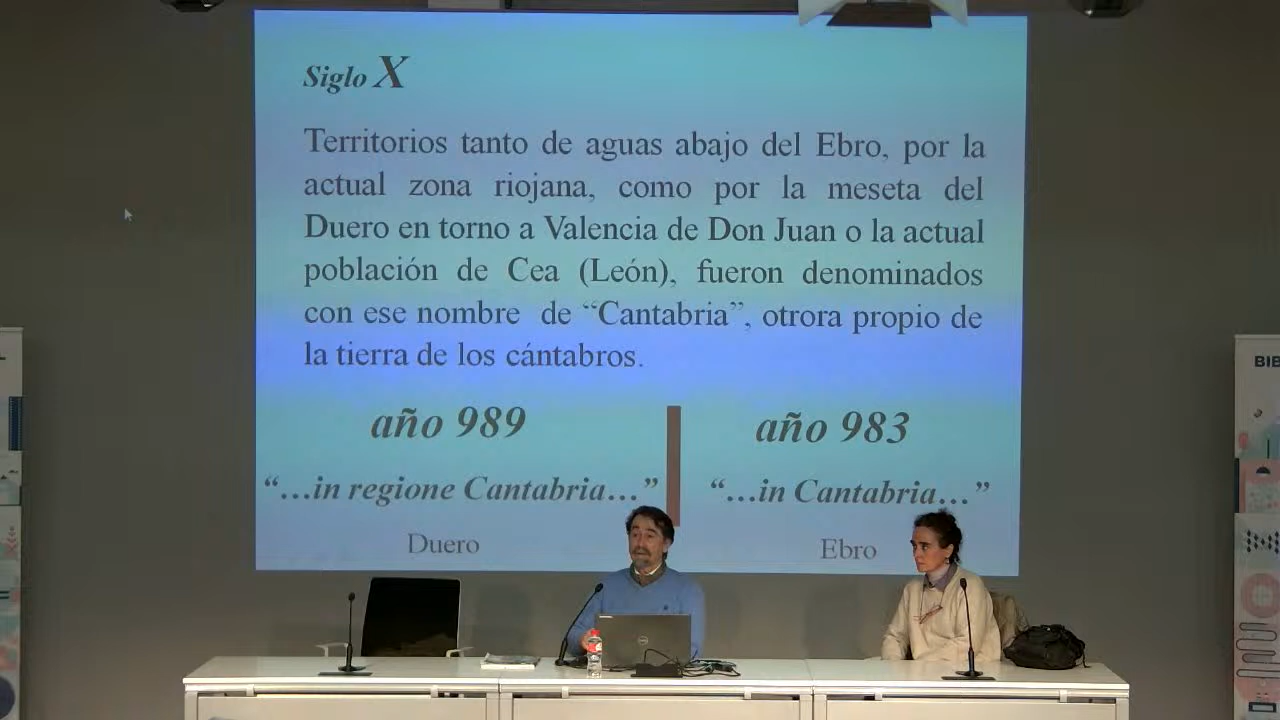 Siglo X
Territorios tanto de aguas abajo del Ebro, por la
actual zona riojana, como por la meseta del
Duero en torno a Valencia de Don Juan o la actual
población de Cea (León), fueron denominados
con ese nombre de “Cantabria”, otrora propio de
la tierra de los cántabros.
año 989
“…in regione Cantabria…”
Duero
año 983
“…in Cantabria…”
Ebro
BIB
DELL